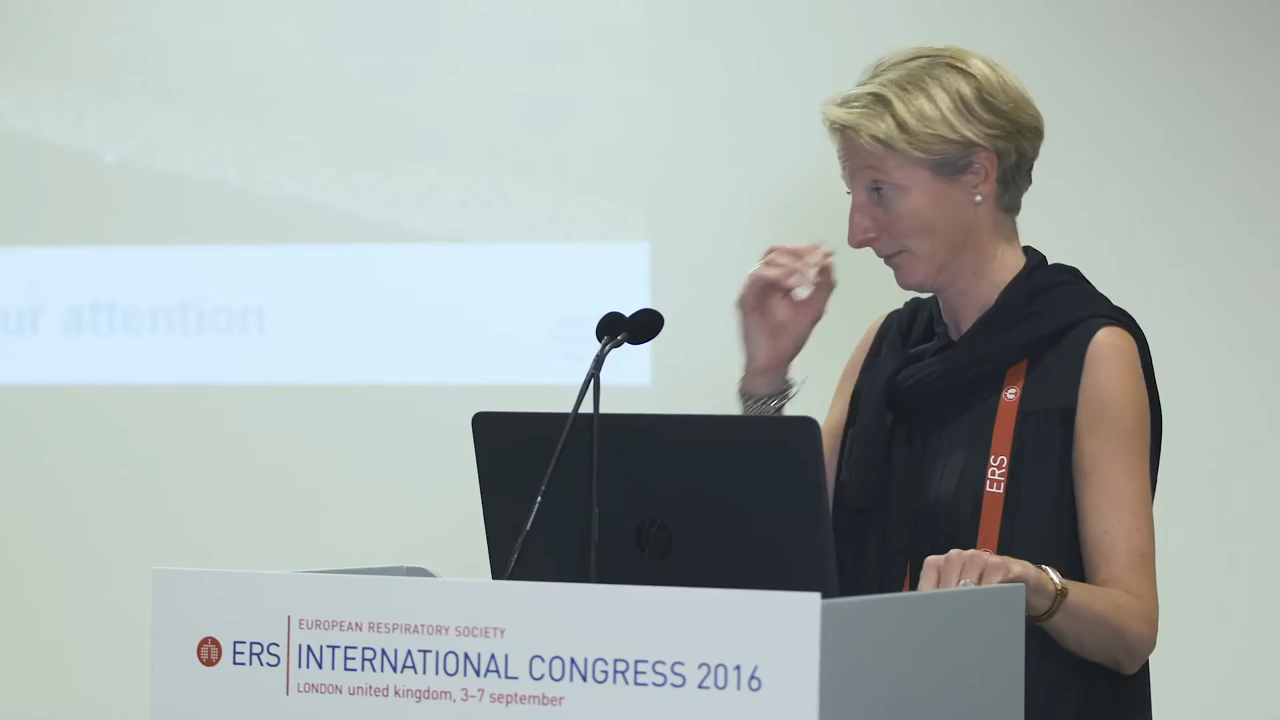 ur attention
ERS
EUROPEAN RESPIRATORY SOCIETY
ERS
INTERNATIONAL CONGRESS 2016
LONDON united kingdom, 3–7 september